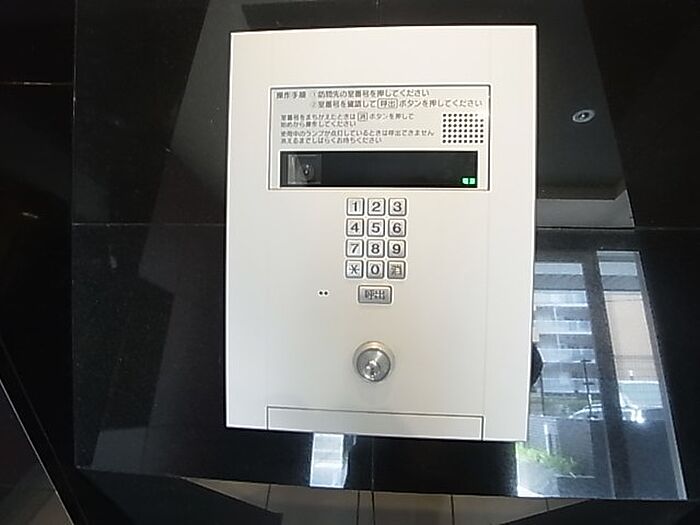 操作手順 ①訪問先の室番号を押してください
②室番号を確認して 呼出 ボタンを押してください
室番号をまちがえたときは 消 ボタンを押して
始めから操作してください
使用中のランプが点灯しているときは呼出できません
消えるまでしばらくお待ちください
1 2 3
4 5 6
7 8 9
* 0 消
呼出